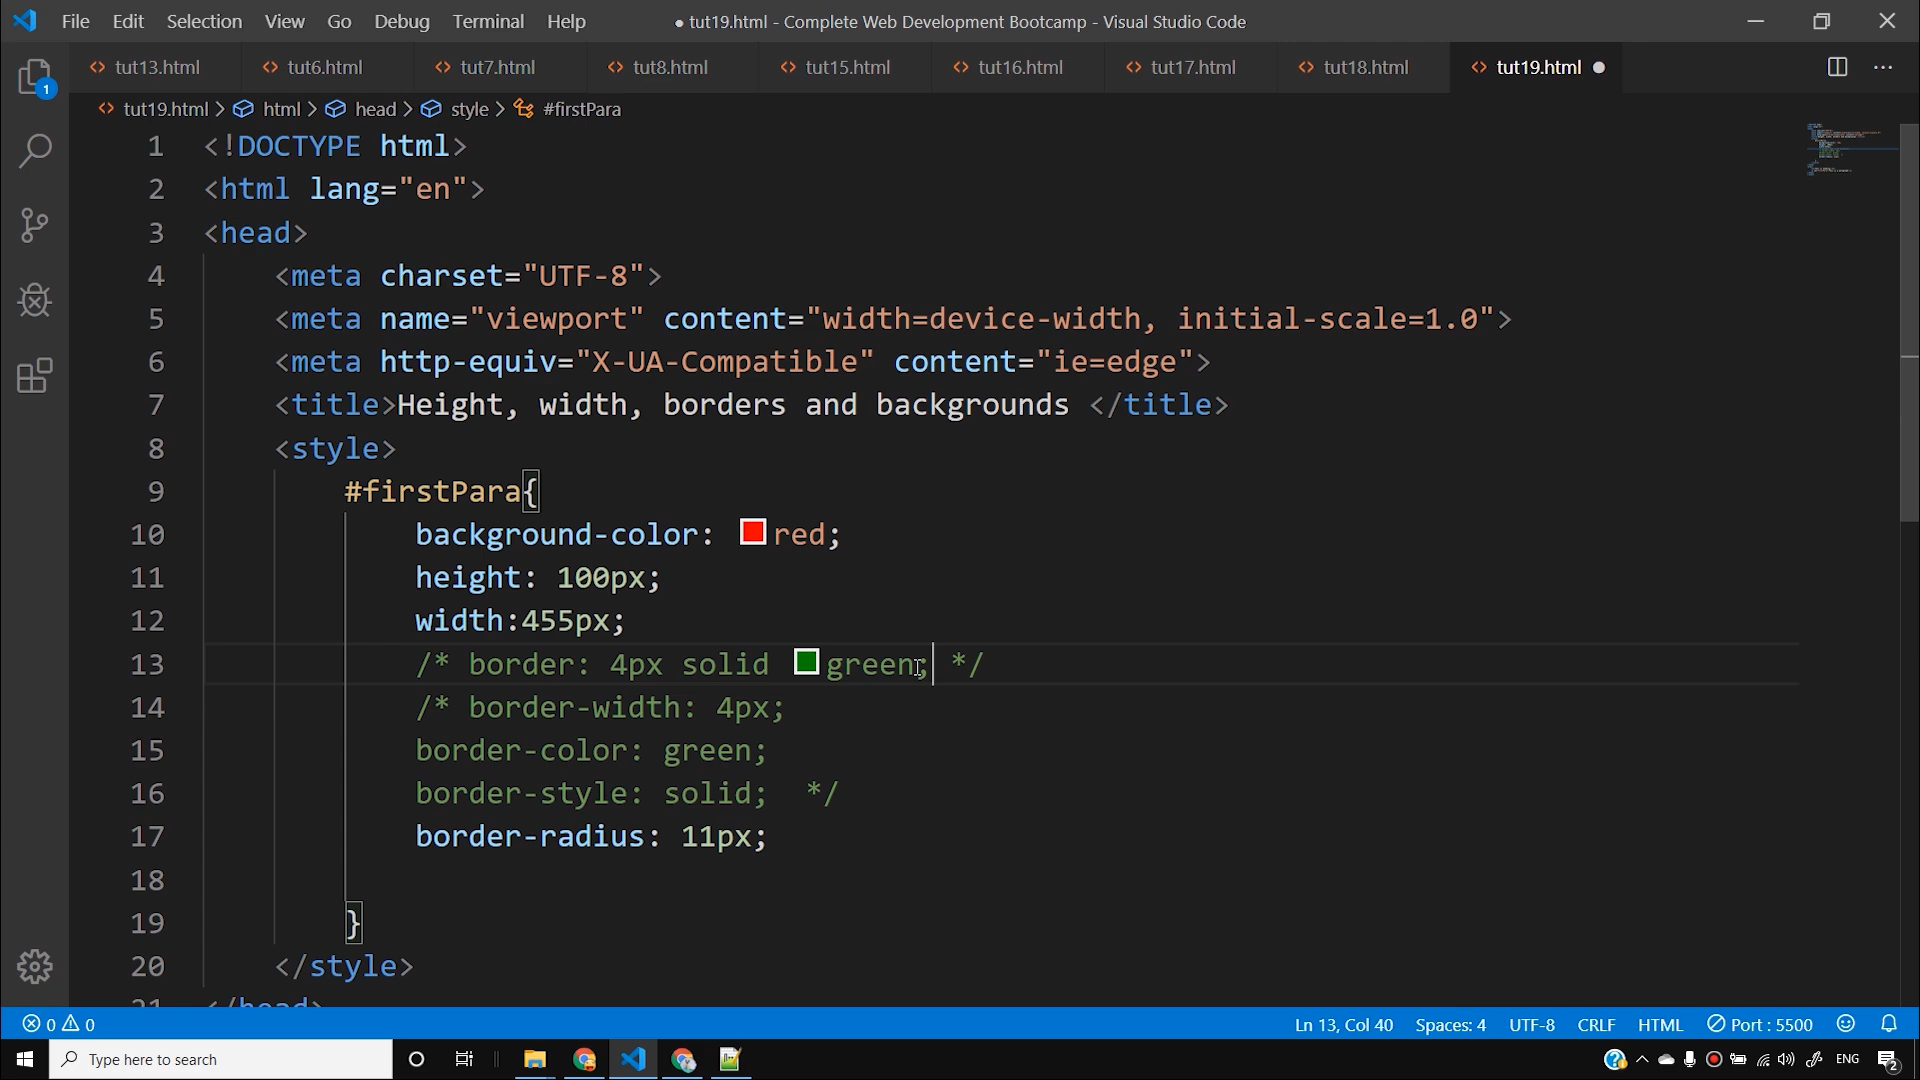 File Edit Selection View Go Debug Terminal Help ● tut19.html - Complete Web Development Bootcamp - Visual Studio Code
tut13.html tut6.html tut7.html tut8.html tut15.html tut16.html tut17.html tut18.html tut19.html
tut19.html > html > head > style > #firstPara
1 <!DOCTYPE html>
2 <html lang="en">
3 <head>
4 <meta charset="UTF-8">
5 <meta name="viewport" content="width=device-width, initial-scale=1.0">
6 <meta http-equiv="X-UA-Compatible" content="ie=edge">
7 <title>Height, width, borders and backgrounds </title>
8 <style>
9 #firstPara{
10 background-color: red;
11 height: 100px;
12 width:455px;
13 /* border: 4px solid green; */
14 /* border-width: 4px;
15 border-color: green;
16 border-style: solid; */
17 border-radius: 11px;
18
19 }
20 </style>
21 </head>
1
0 0 Ln 13, Col 40 Spaces: 4 UTF-8 CRLF HTML Port : 5500
Type here to search ENG 2